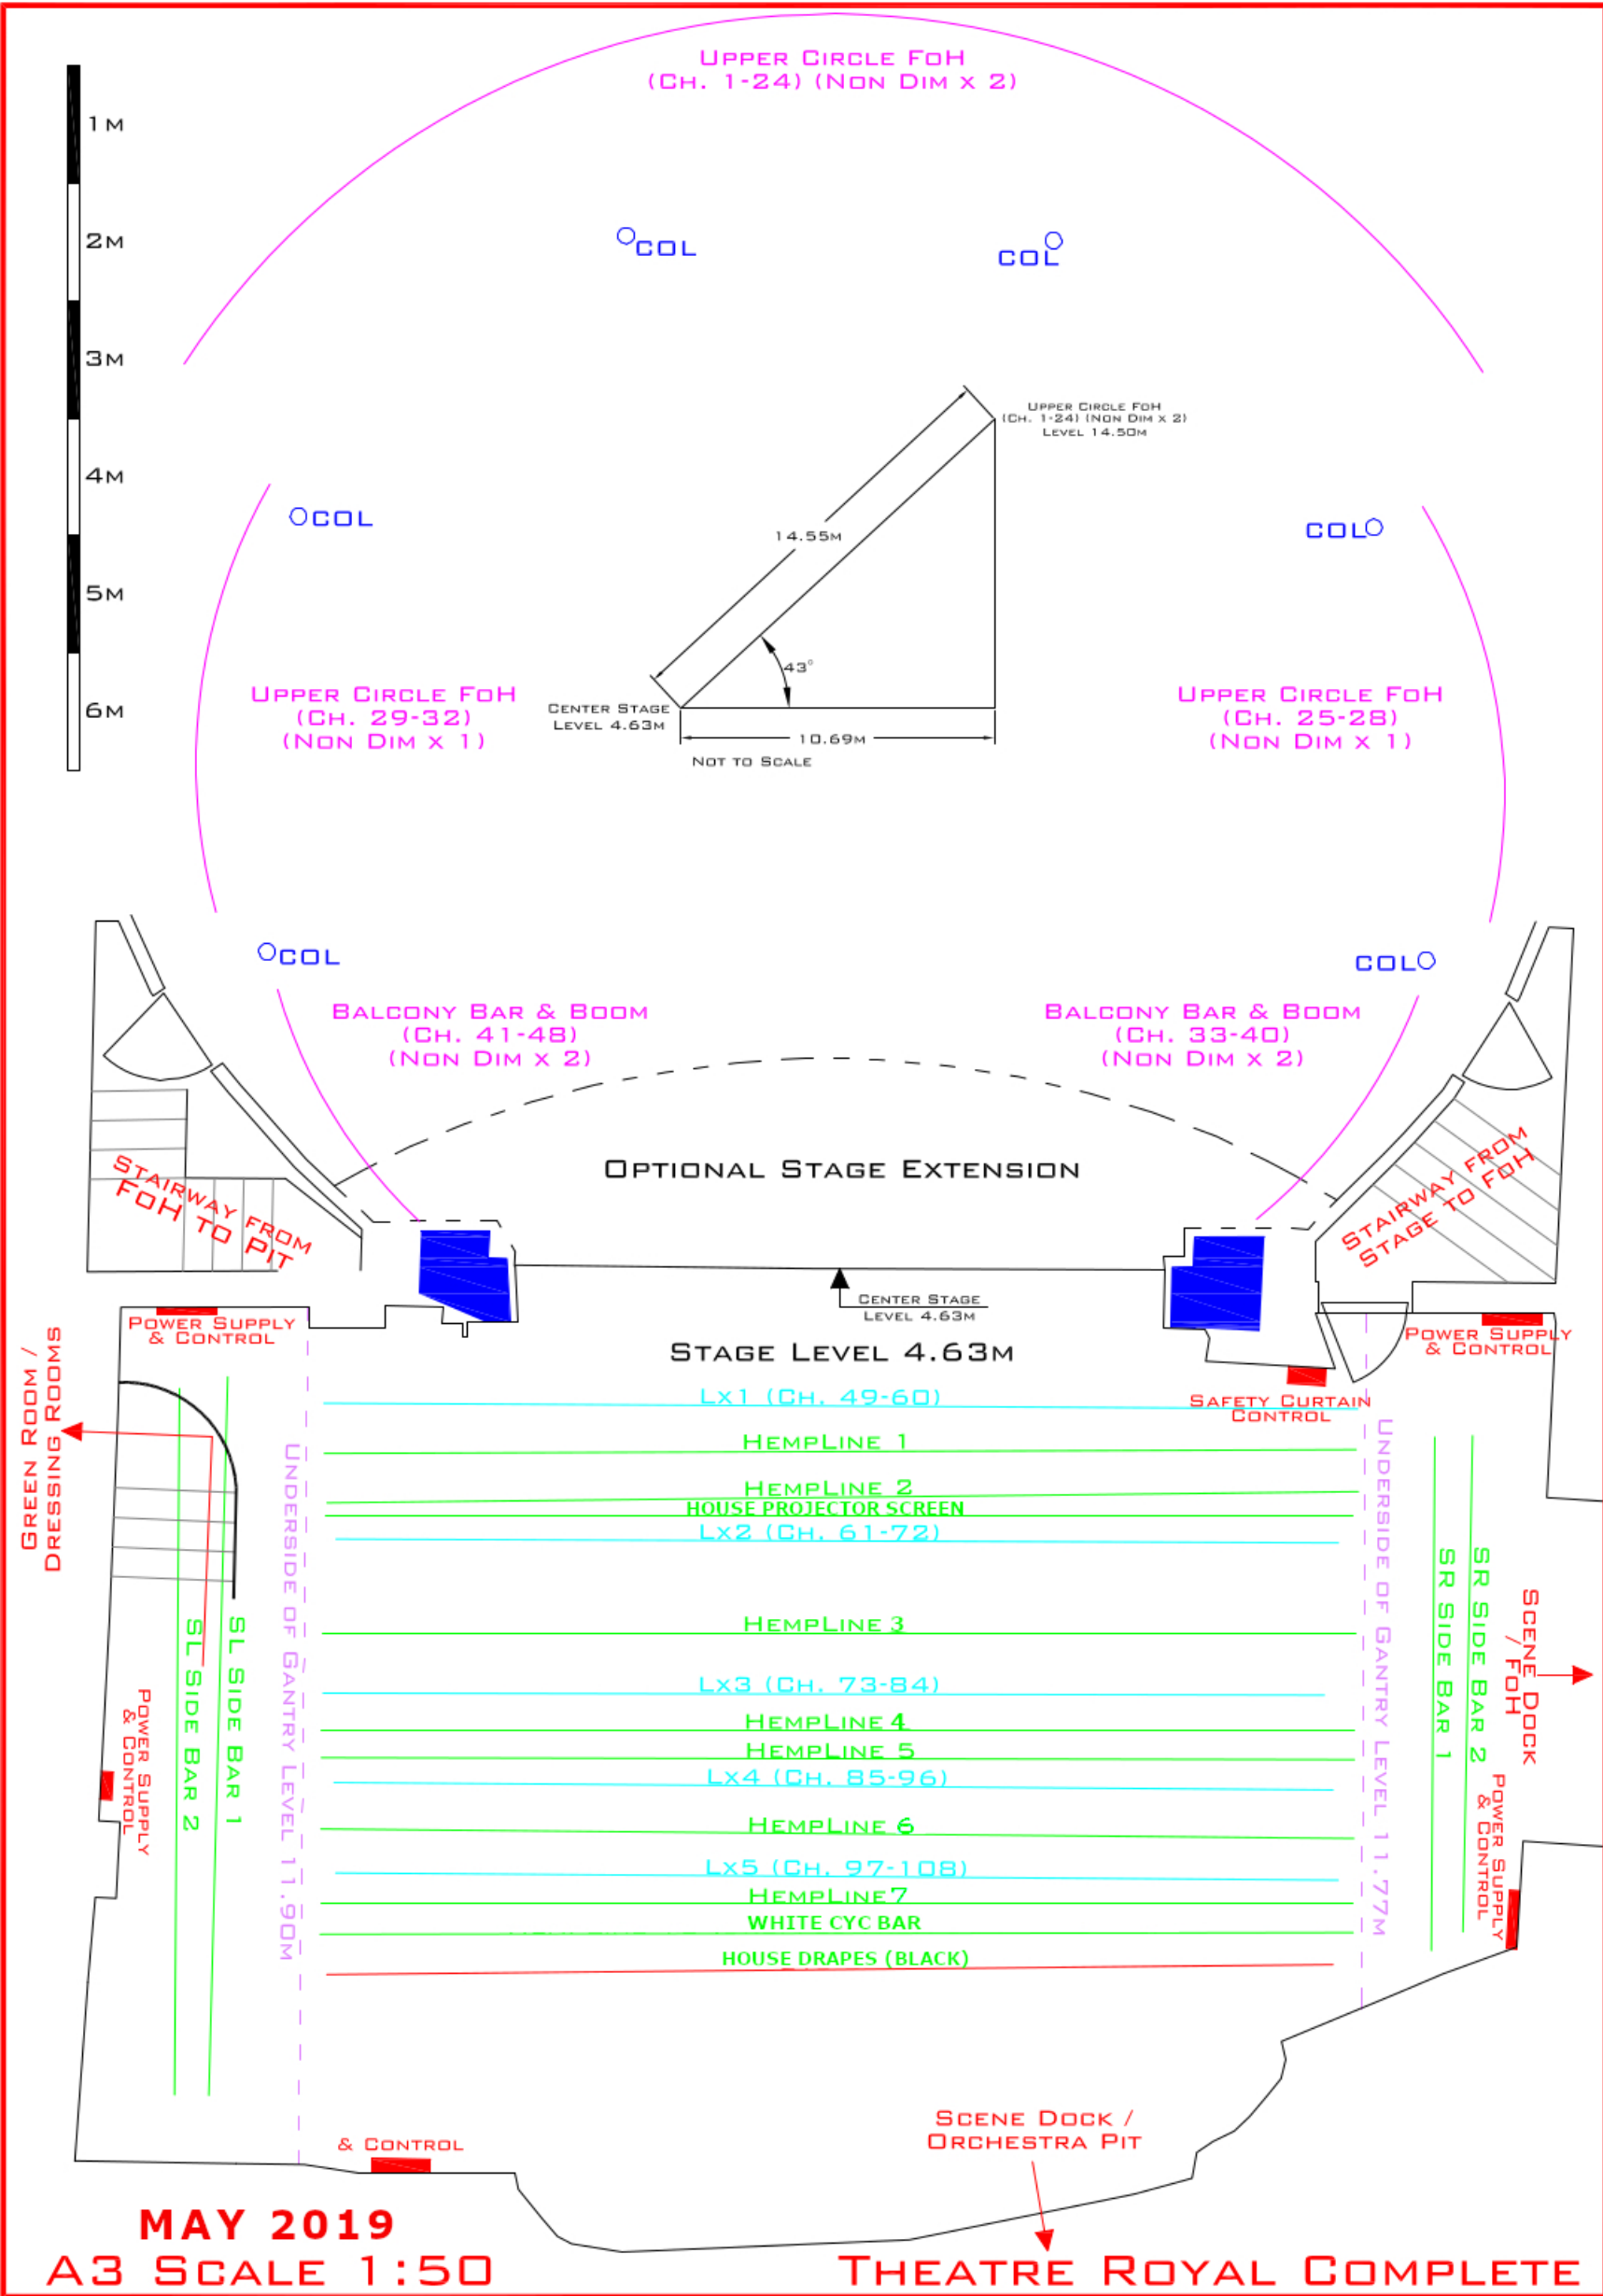 Upper Circle FoH
(Ch. 1-24) (Non Dim x 2)
1m
2m
3m
4m
5m
6m
COL
COL
Upper Circle FoH
(Ch. 1-24) (Non Dim x 2)
Level 14.50m
COL
COL
14.55m
43°
Upper Circle FoH
(Ch. 29-32)
(Non Dim x 1)
Center Stage
Level 4.63m
10.69m
Not to Scale
Upper Circle FoH
(Ch. 25-28)
(Non Dim x 1)
COL
COL
Balcony Bar & Boom
(Ch. 41-48)
(Non Dim x 2)
Balcony Bar & Boom
(Ch. 33-40)
(Non Dim x 2)
Optional Stage Extension
Stairway from
FoH to Pit
Stairway from
Stage to FoH
Center Stage
Level 4.63m
Stage Level 4.63m
Power Supply
& Control
Power Supply
& Control
Safety Curtain
Control
Green Room /
Dressing Rooms
Lx1 (Ch. 49-60)
HempLine 1
HempLine 2
HOUSE PROJECTOR SCREEN
Lx2 (Ch. 61-72)
HempLine 3
Lx3 (Ch. 73-84)
HempLine 4
HempLine 5
Lx4 (Ch. 85-96)
HempLine 6
Lx5 (Ch. 97-108)
HempLine 7
WHITE CYC BAR
HOUSE DRAPES (BLACK)
Underside of Gantry Level 11.90m
SL Side Bar 1
SL Side Bar 2
Power Supply
& Control
Underside of Gantry Level 11.77m
SR Side Bar 1
SR Side Bar 2
Scene Dock
/ FoH
Power Supply
& Control
& Control
Scene Dock /
Orchestra Pit
MAY 2019
A3 Scale 1:50
Theatre Royal Complete